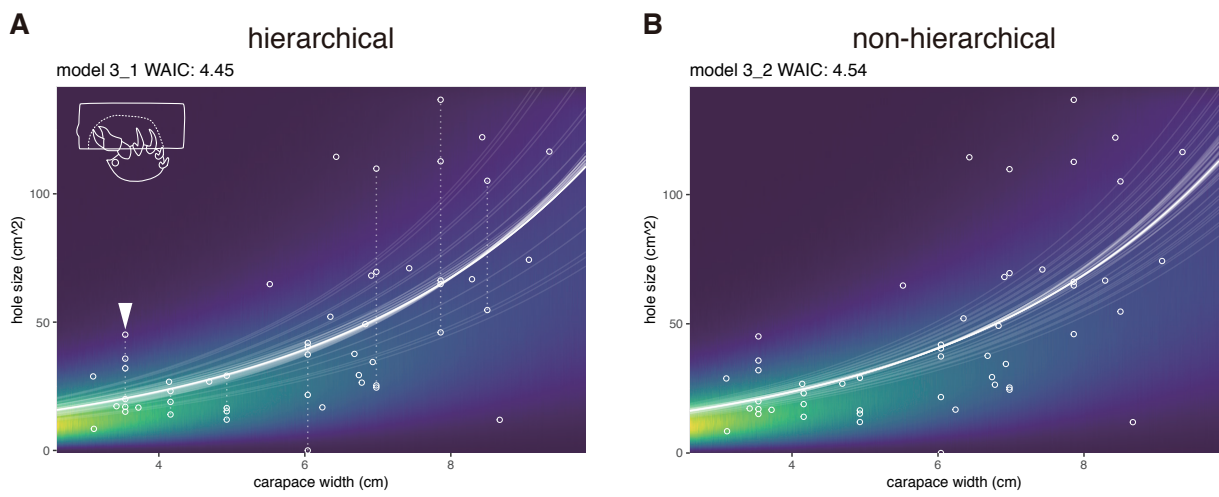 A
hierarchical
model 3_1 WAIC: 4.45
hole size (cm^2)
100
50
0
4
6
8
carapace width (cm)
B
non-hierarchical
model 3_2 WAIC: 4.54
hole size (cm^2)
100
50
0
4
6
8
carapace width (cm)